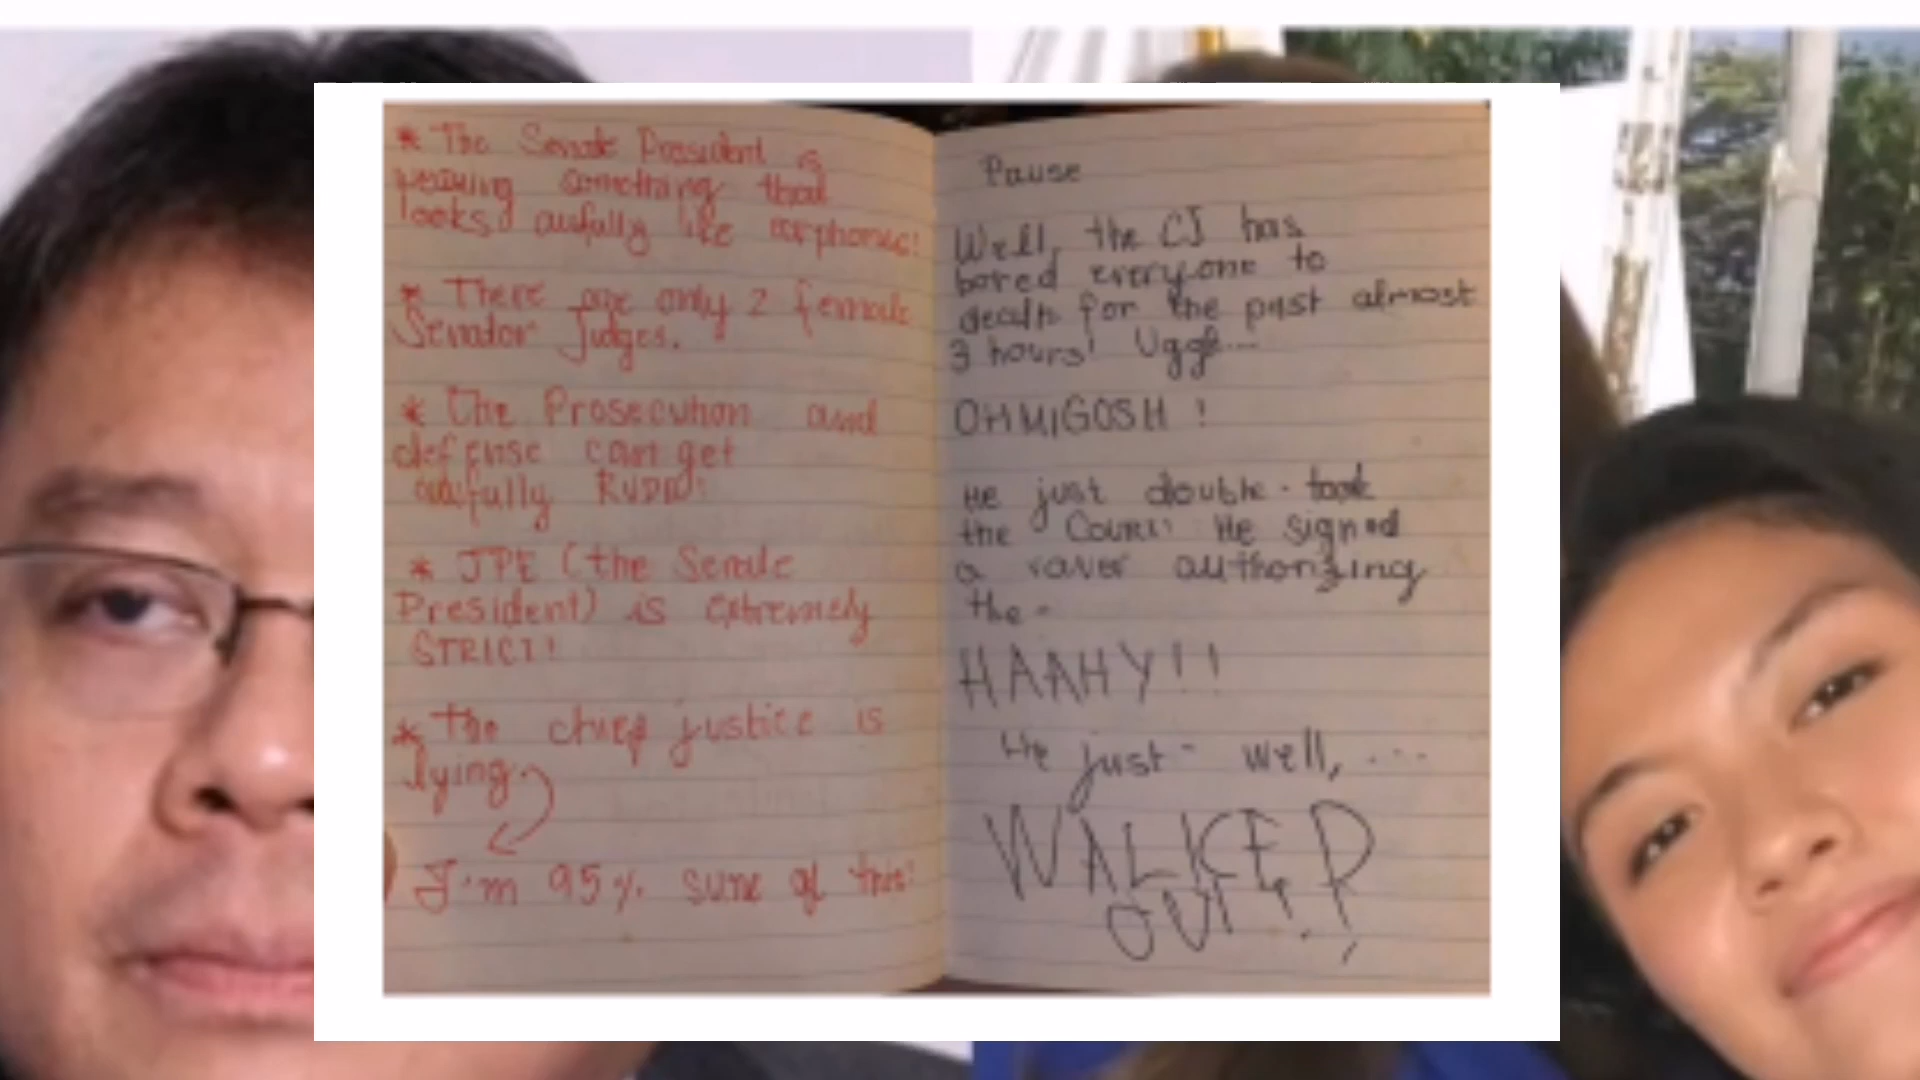 * The Senate President is
wearing something that
looks awfully like earphones!
* There are only 2 female
Senator Judges.
* The Prosecution and
defense can get
awfully RUDE!
* JPE (the Senate
President) is extremely
STRICT!
* The chief justice is
lying.
I'm 95% sure of this!
Pause
Well, the CJ has
bored everyone to
death for the past almost
3 hours! Uggh...
OHMIGOSH!
He just double-took
the Court! He signed
a waver authorizing
the-
HAAHY!!
He just- well, ...
WALKED
OUT!!